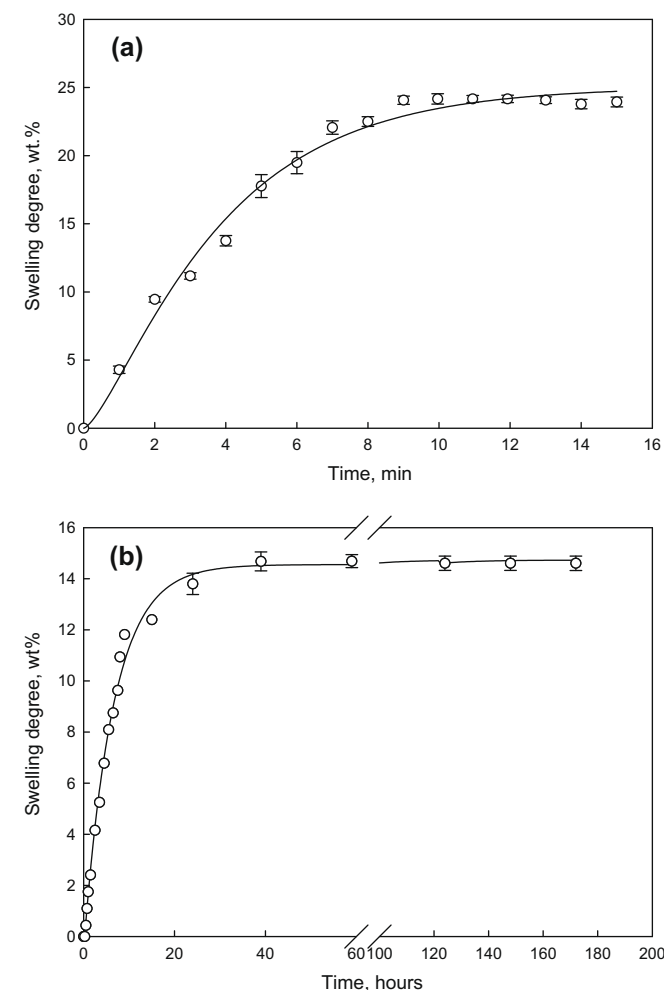 30
(a)
25
20
15
10
5
0
Swelling degree, wt.%
0 2 4 6 8 10 12 14 16
Time, min
16
(b)
14
12
10
8
6
4
2
0
Swelling degree, wt%
0 20 40 60 100 120 140 160 180 200
Time, hours